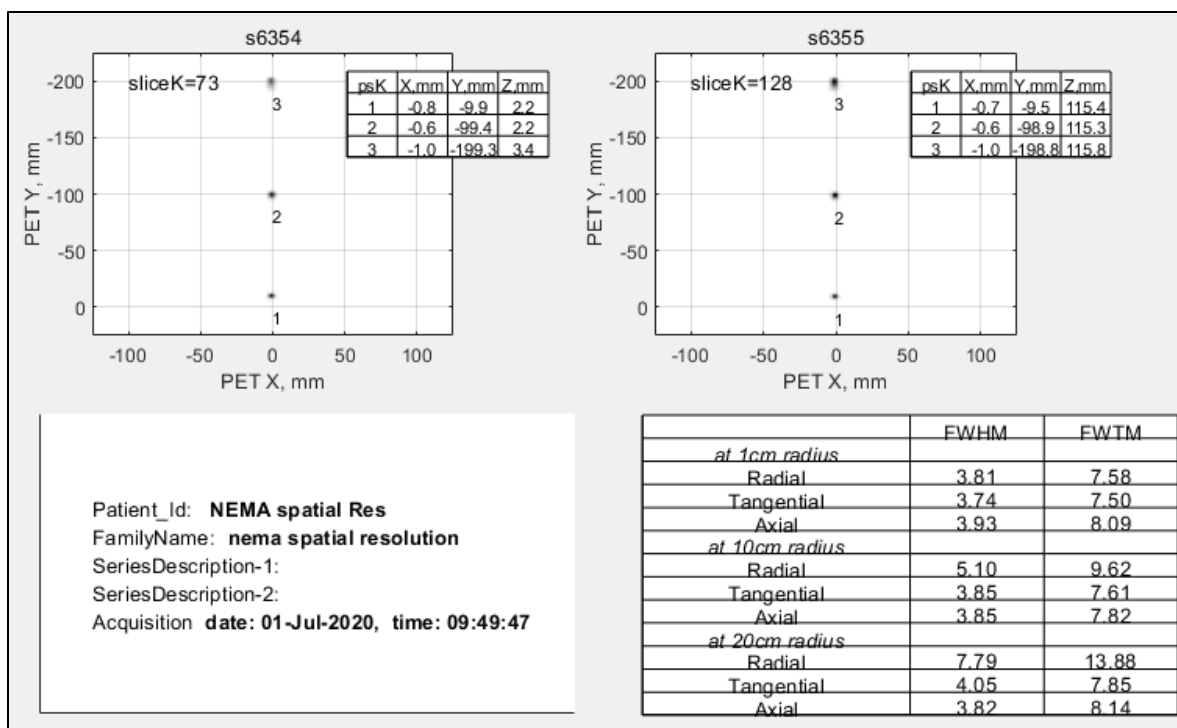 s6354
sliceK=73
psK X,mm Y,mm Z,mm
1 -0.8 -9.9 2.2
2 -0.6 -99.4 2.2
3 -1.0 -199.3 3.4
-200
-150
-100
-50
0
PET Y, mm
3
2
1
-100 -50 0 50 100
PET X, mm
s6355
sliceK=128
psK X,mm Y,mm Z,mm
1 -0.7 -9.5 115.4
2 -0.6 -98.9 115.3
3 -1.0 -198.8 115.8
-200
-150
-100
-50
0
PET Y, mm
3
2
1
-100 -50 0 50 100
PET X, mm
Patient_Id: NEMA spatial Res
FamilyName: nema spatial resolution
SeriesDescription-1:
SeriesDescription-2:
Acquisition date: 01-Jul-2020, time: 09:49:47
FWHM FWTM
at 1cm radius
Radial 3.81 7.58
Tangential 3.74 7.50
Axial 3.93 8.09
at 10cm radius
Radial 5.10 9.62
Tangential 3.85 7.61
Axial 3.85 7.82
at 20cm radius
Radial 7.79 13.88
Tangential 4.05 7.85
Axial 3.82 8.14